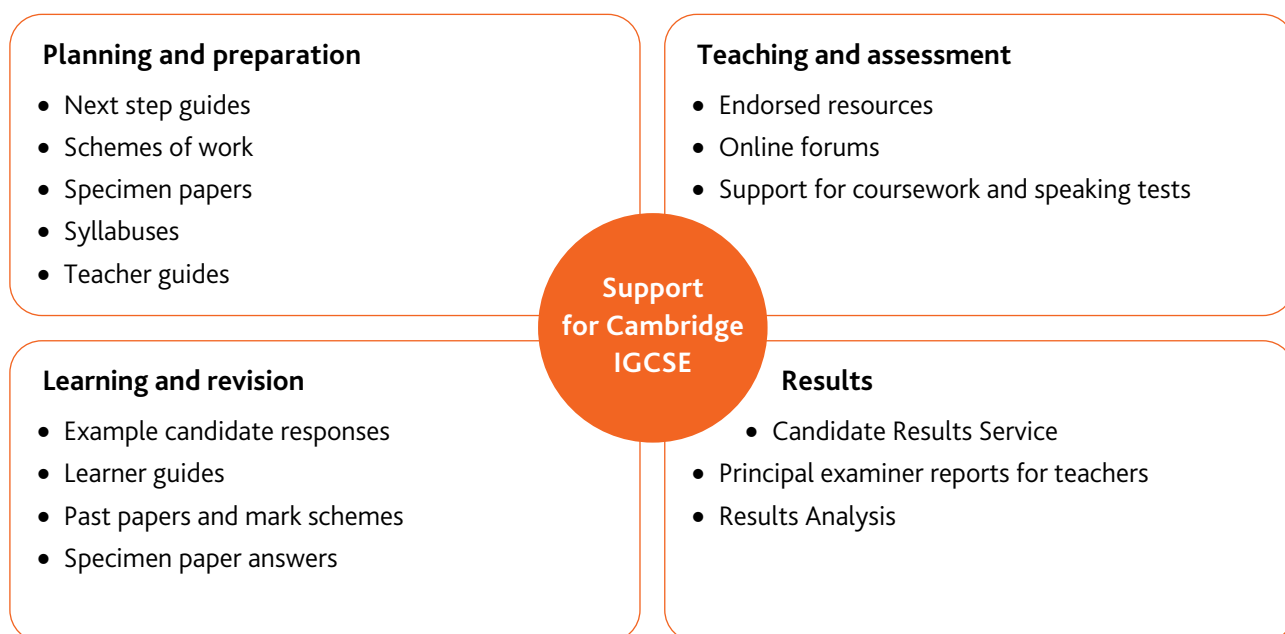 Planning and preparation
• Next step guides
• Schemes of work
• Specimen papers
• Syllabuses
• Teacher guides
Teaching and assessment
• Endorsed resources
• Online forums
• Support for coursework and speaking tests
Support
for Cambridge
IGCSE
Learning and revision
• Example candidate responses
• Learner guides
• Past papers and mark schemes
• Specimen paper answers
Results
• Candidate Results Service
• Principal examiner reports for teachers
• Results Analysis